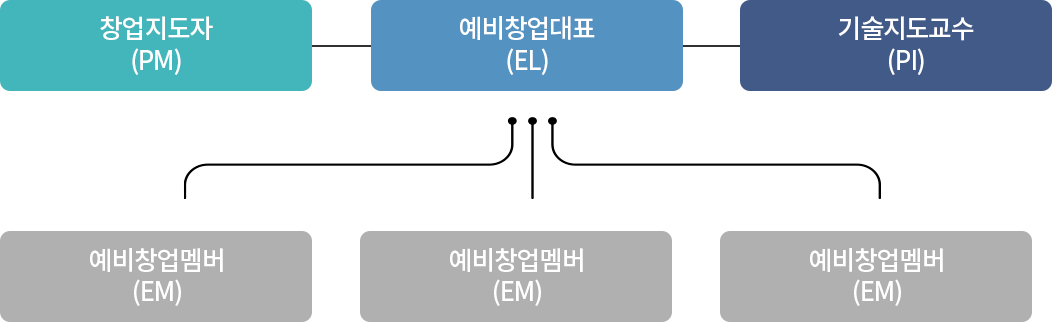 창업지도자
(PM)
예비창업대표
(EL)
기술지도교수
(PI)
예비창업멤버
(EM)
예비창업멤버
(EM)
예비창업멤버
(EM)